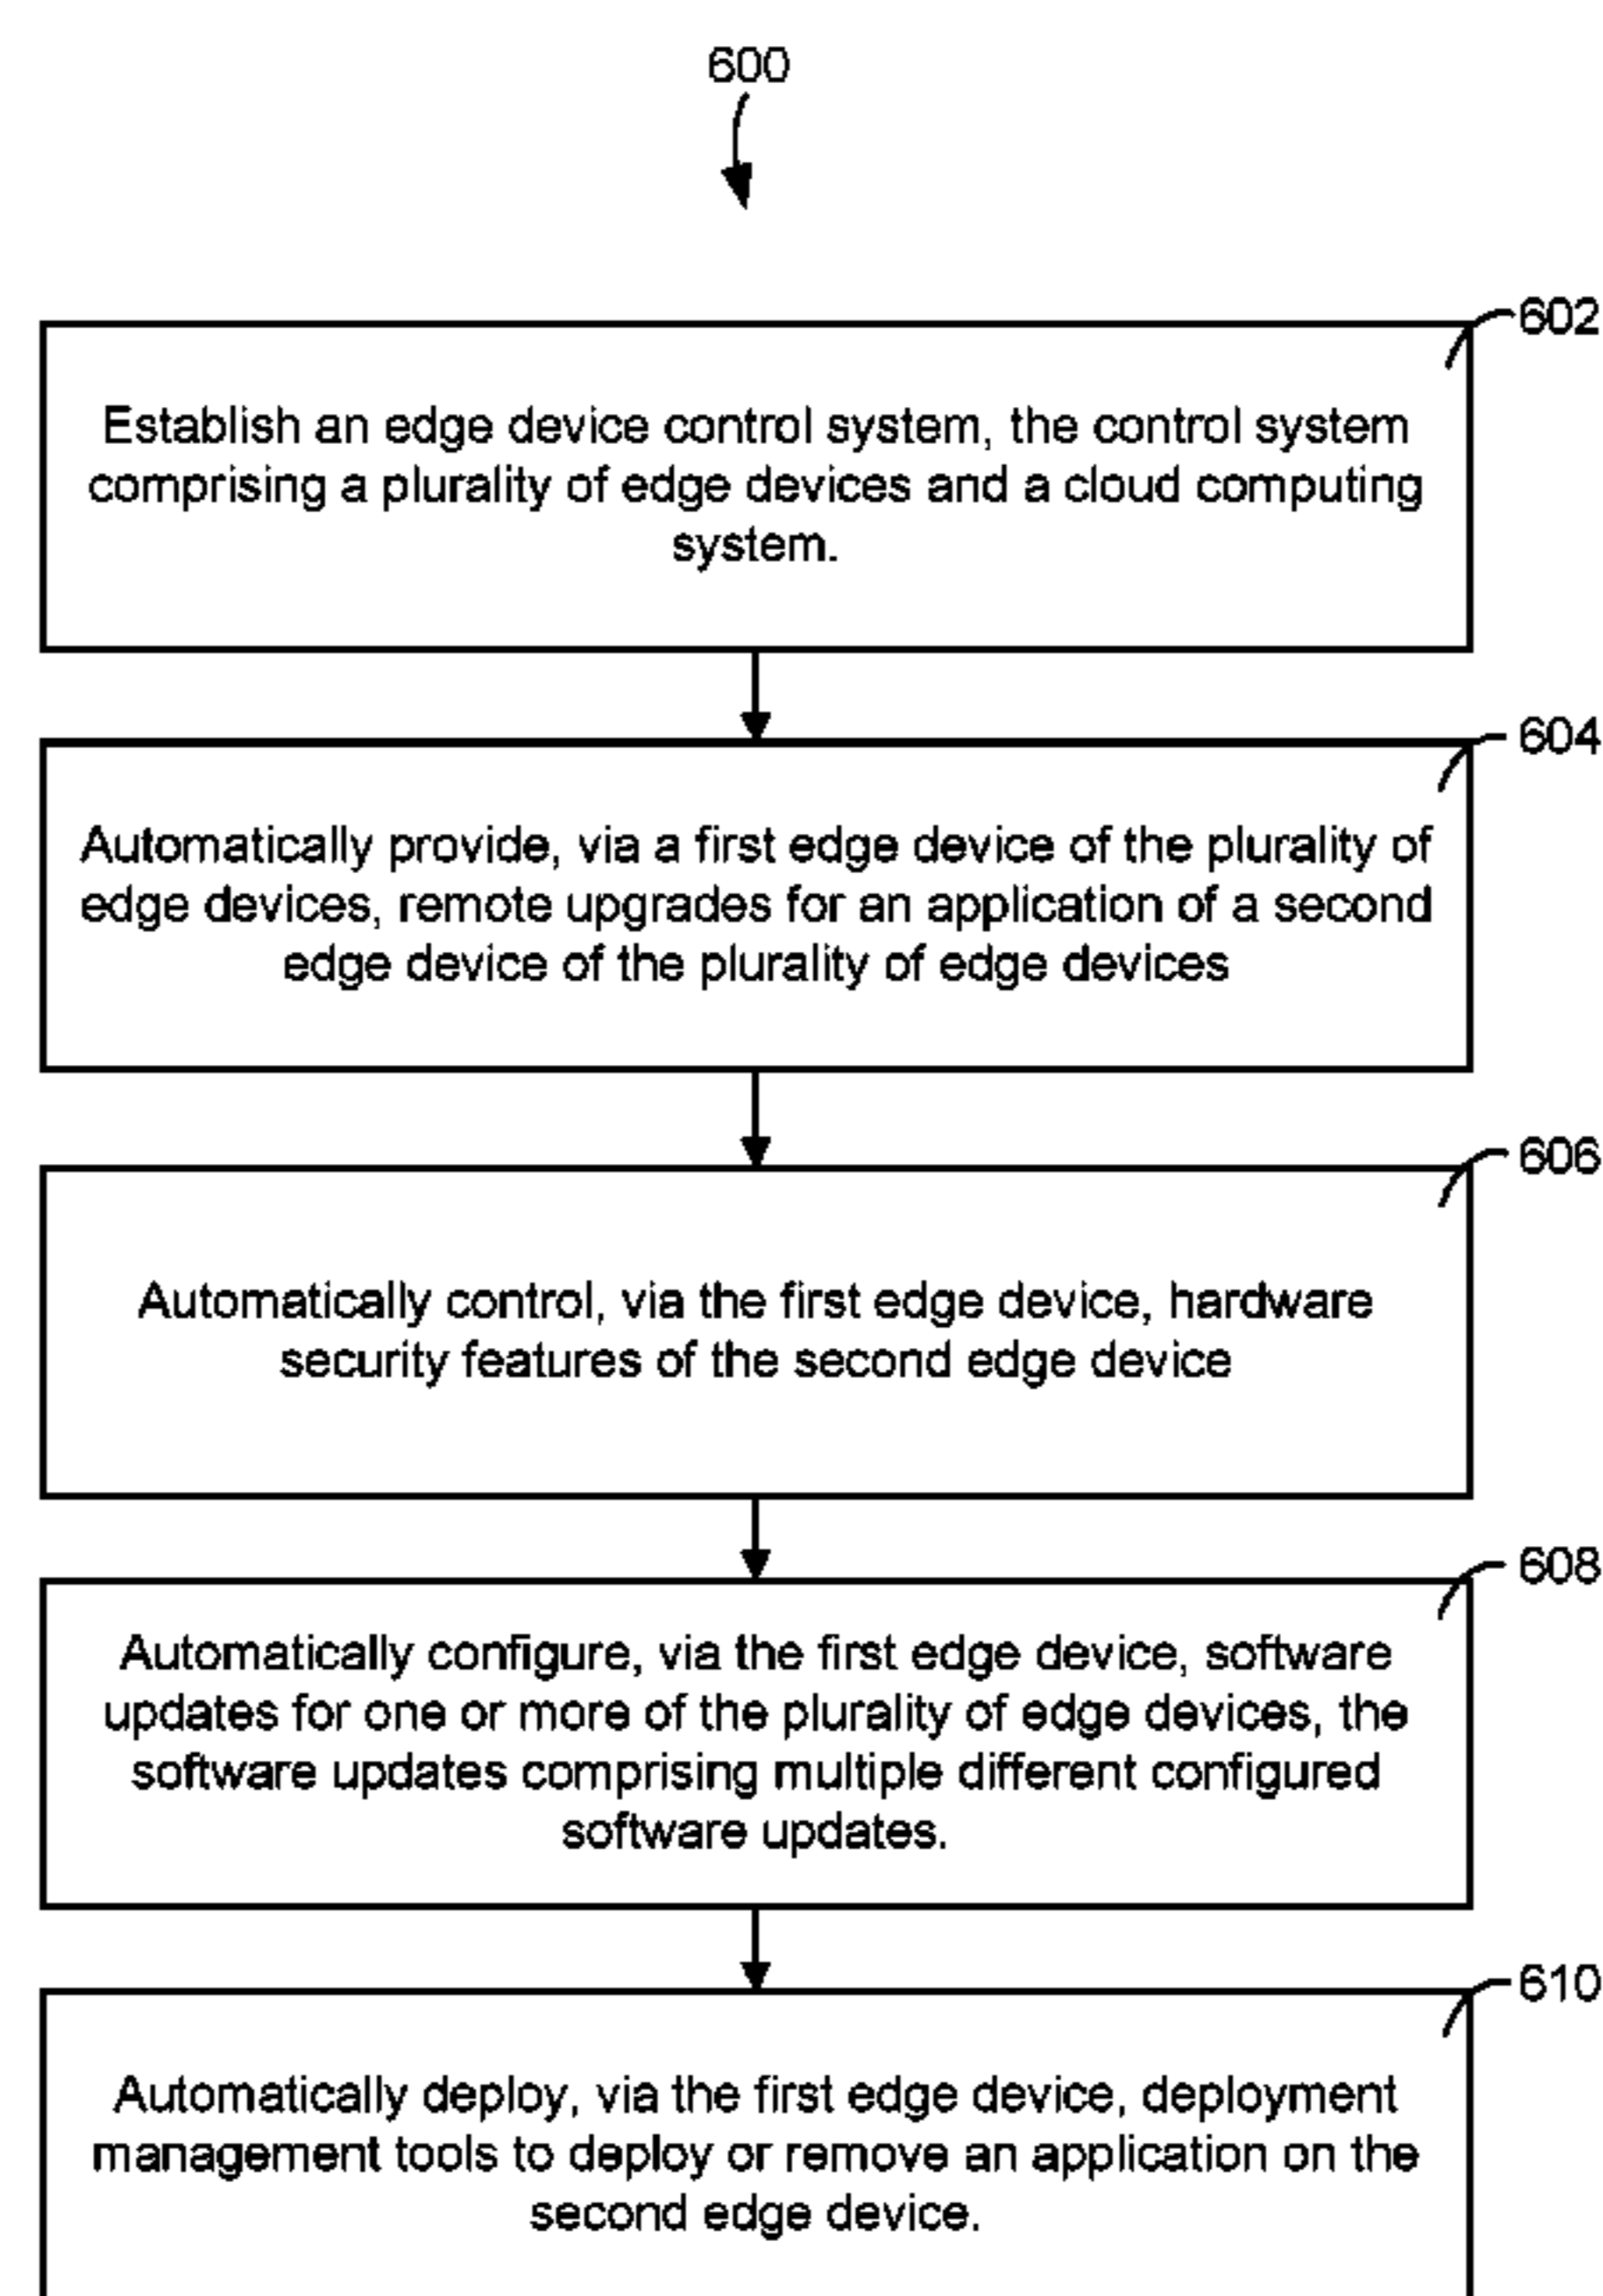 600
602
Establish an edge device control system, the control system
comprising a plurality of edge devices and a cloud computing
system.
604
Automatically provide, via a first edge device of the plurality of
edge devices, remote upgrades for an application of a second
edge device of the plurality of edge devices
606
Automatically control, via the first edge device, hardware
security features of the second edge device
608
Automatically configure, via the first edge device, software
updates for one or more of the plurality of edge devices, the
software updates comprising multiple different configured
software updates.
610
Automatically deploy, via the first edge device, deployment
management tools to deploy or remove an application on the
second edge device.